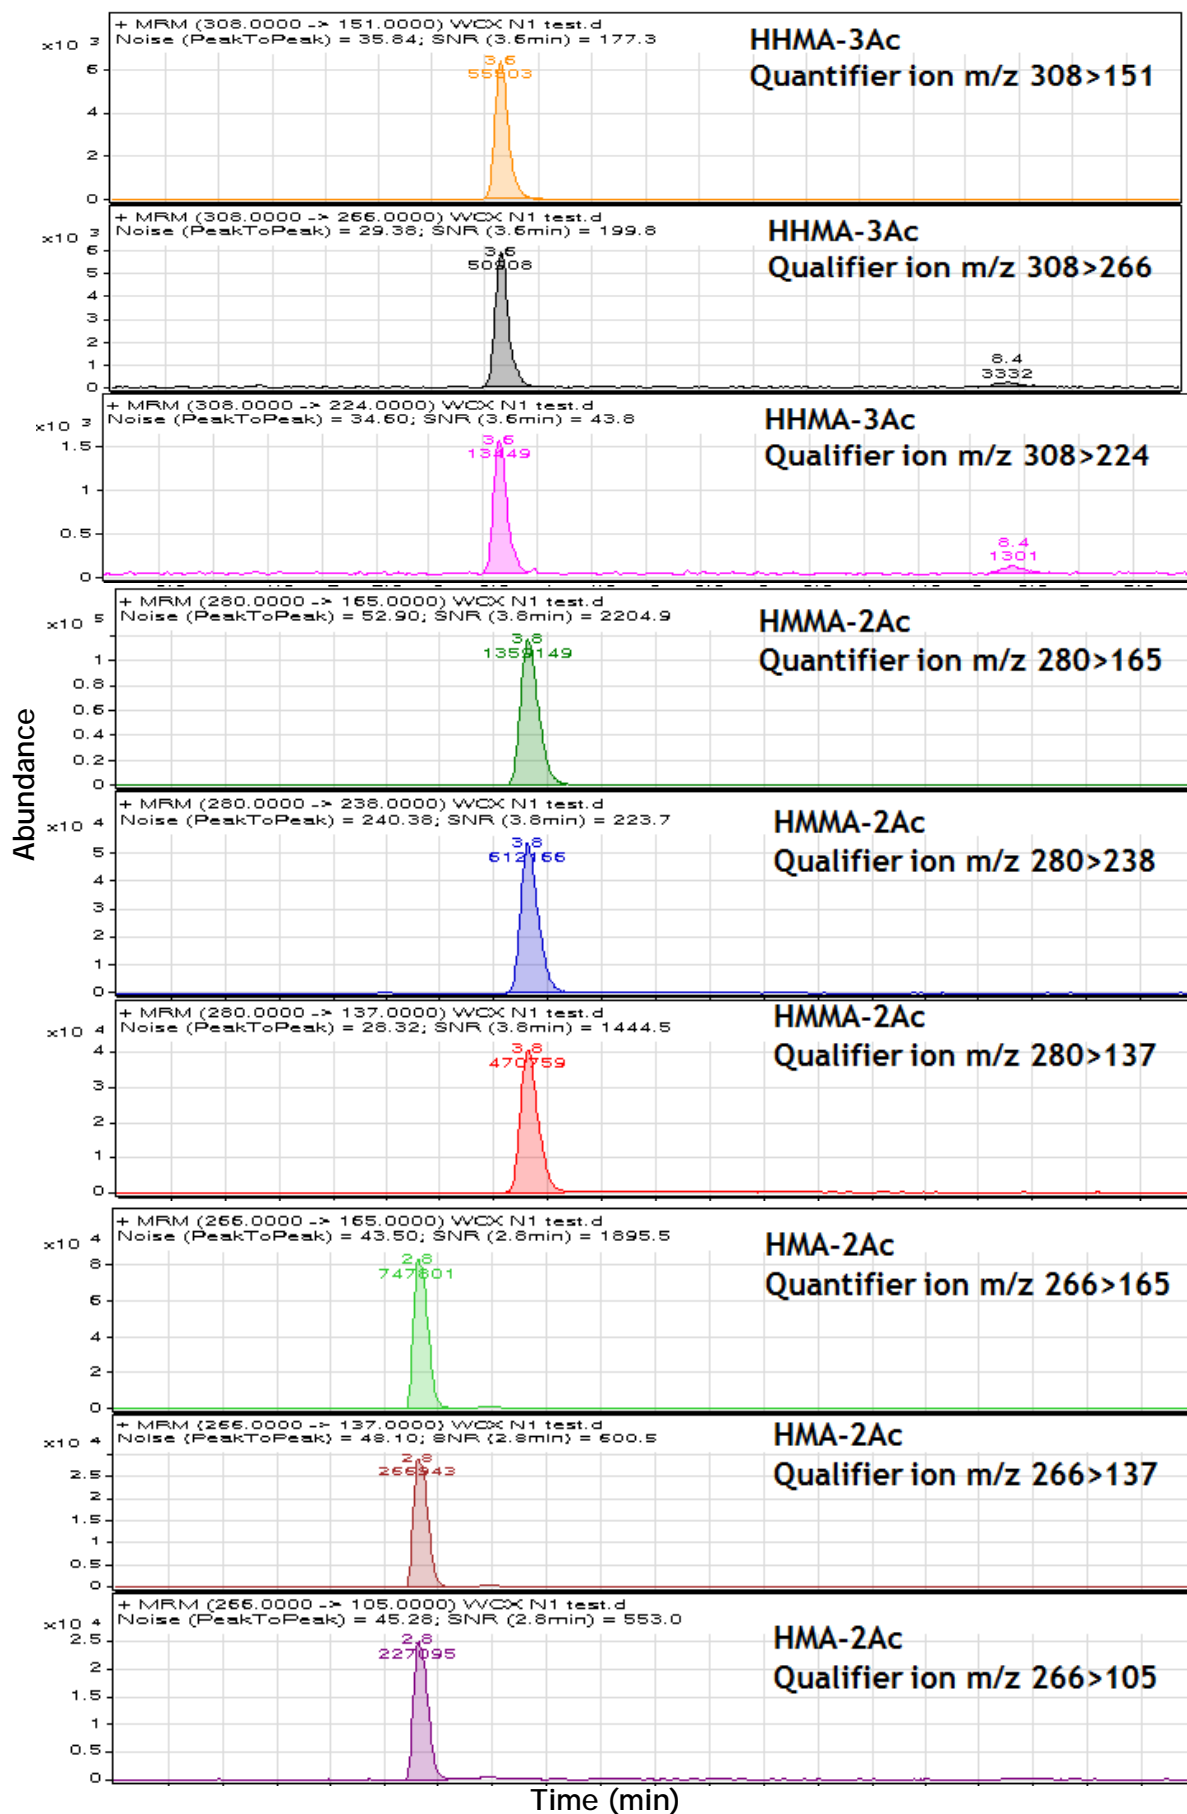 + MRM (308.0000 -> 151.0000) WCX N1 test.d
Noise (PeakToPeak) = 35.84; SNR (3.6min) = 177.3
HHMA-3Ac
Quantifier ion m/z 308>151
x10 3
3.6
6
4
2
0
+ MRM (308.0000 -> 266.0000) WCX N1 test.d
Noise (PeakToPeak) = 29.38; SNR (3.6min) = 199.8
HHMA-3Ac
Qualifier ion m/z 308>266
x10 3
3.6
50908
6
5
4
3
2
1
0
8.4
3332
+ MRM (308.0000 -> 224.0000) WCX N1 test.d
Noise (PeakToPeak) = 34.60; SNR (3.6min) = 43.8
HHMA-3Ac
Qualifier ion m/z 308>224
x10 3
3.6
13449
1.5
1
0.5
0
8.4
1301
+ MRM (280.0000 -> 165.0000) WCX N1 test.d
Noise (PeakToPeak) = 52.90; SNR (3.8min) = 2204.9
HMMA-2Ac
Quantifier ion m/z 280>165
x10 5
3.8
1359149
1
0.8
0.6
0.4
0.2
0
+ MRM (280.0000 -> 238.0000) WCX N1 test.d
Noise (PeakToPeak) = 240.38; SNR (3.8min) = 223.7
HMMA-2Ac
Qualifier ion m/z 280>238
x10 4
3.8
612166
5
4
3
2
1
0
+ MRM (280.0000 -> 137.0000) WCX N1 test.d
Noise (PeakToPeak) = 28.32; SNR (3.8min) = 1444.5
HMMA-2Ac
Qualifier ion m/z 280>137
x10 4
3.8
470759
4
3
2
1
0
+ MRM (266.0000 -> 165.0000) WCX N1 test.d
Noise (PeakToPeak) = 43.50; SNR (2.8min) = 1895.5
HMA-2Ac
Quantifier ion m/z 266>165
x10 4
2.8
747601
8
6
4
2
0
+ MRM (266.0000 -> 137.0000) WCX N1 test.d
Noise (PeakToPeak) = 48.10; SNR (2.8min) = 600.5
HMA-2Ac
Qualifier ion m/z 266>137
x10 4
2.8
266943
2.5
2
1.5
1
0.5
0
+ MRM (266.0000 -> 105.0000) WCX N1 test.d
Noise (PeakToPeak) = 45.28; SNR (2.8min) = 553.0
HMA-2Ac
Qualifier ion m/z 266>105
x10 4
2.8
227095
2.5
2
1.5
1
0.5
0
Abundance
Time (min)